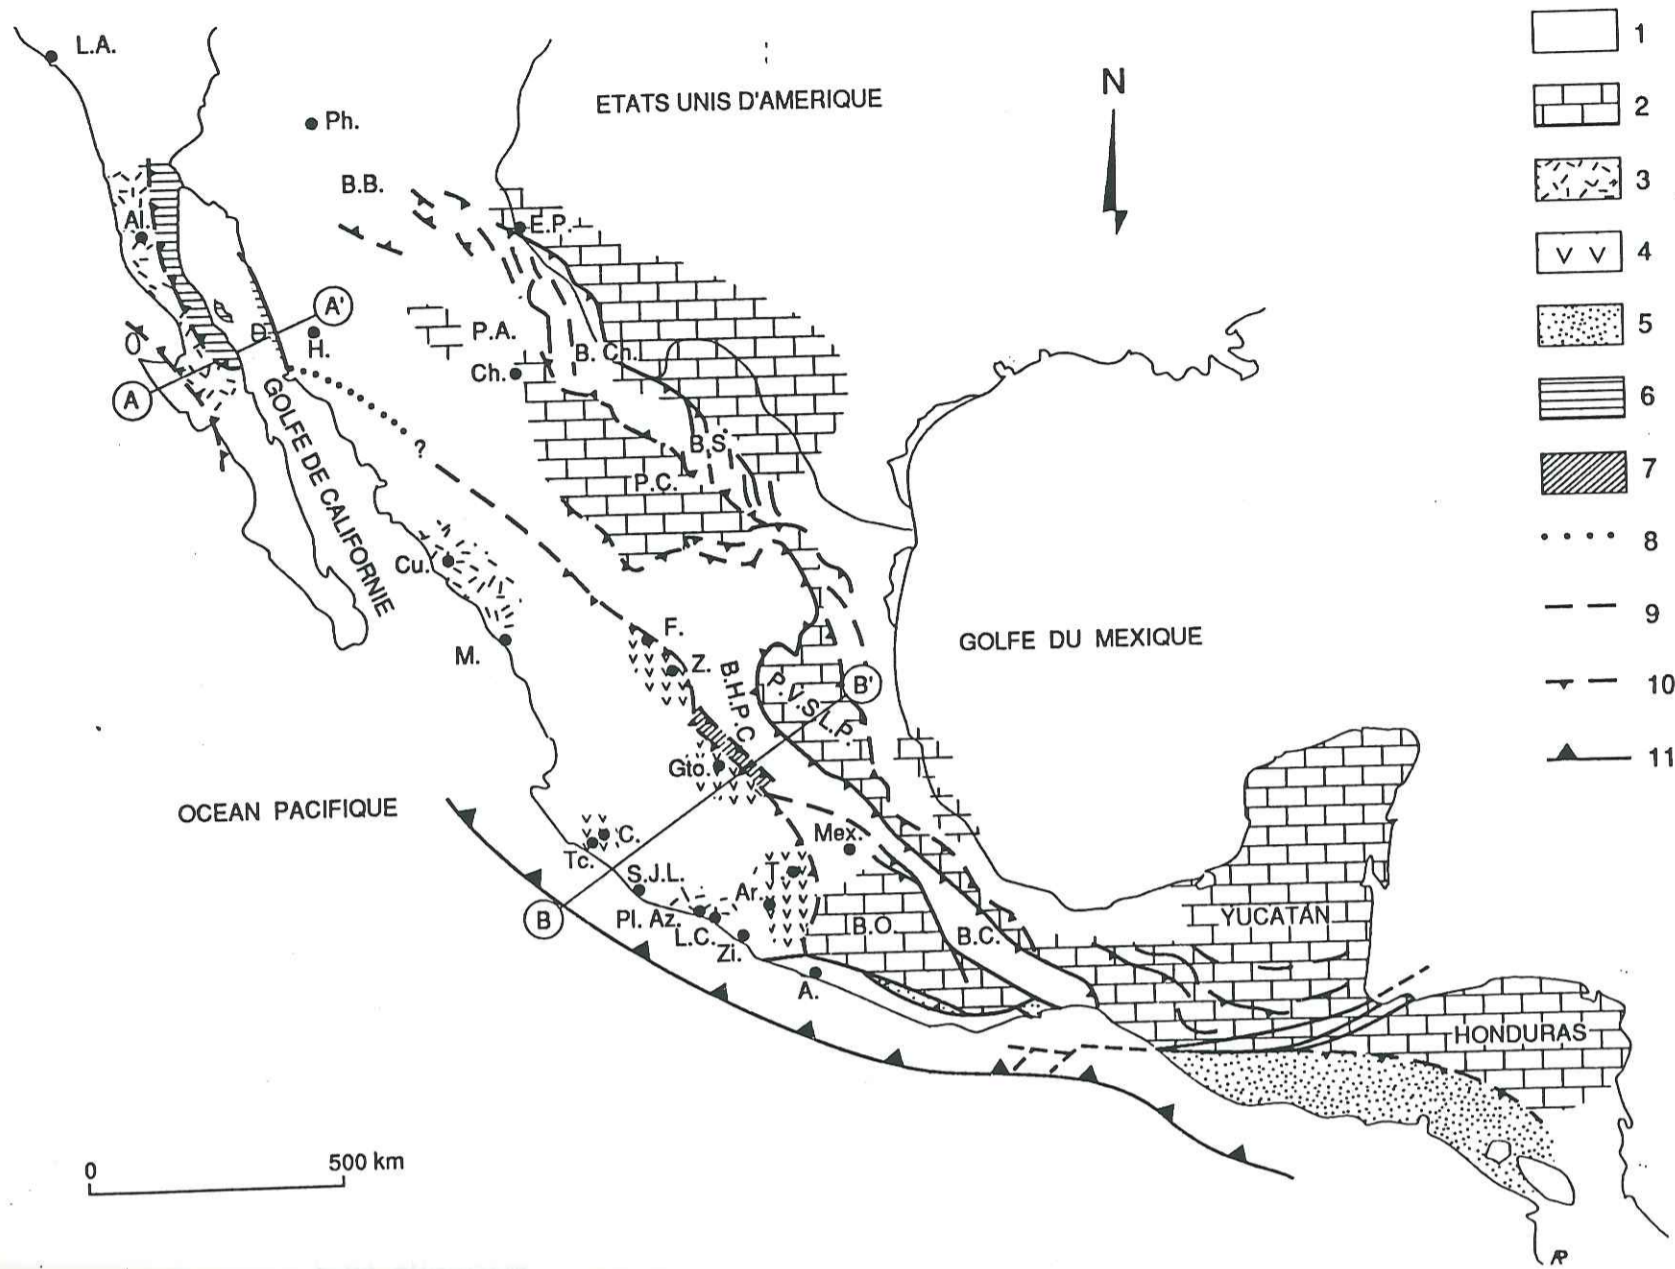 L.A.
Ph.
ETATS UNIS D'AMERIQUE
N
1
2
3
4
5
6
7
8
9
10
11
B.B.
E.P.
Al.
A'
P.A.
H.
D
O
B. Ch.
Ch.
A
GOLFE DE CALIFORNIE
?
B.S.
P.C.
Cu.
M.
F.
Z.
B.H.P.C
P.V.S.L.P.
B'
GOLFE DU MEXIQUE
Gto.
OCEAN PACIFIQUE
C.
Tc.
Mex.
S.J.L.
T.
Ar.
B
Pl. Az.
L.C.
Zi.
B.O.
B.C.
YUCATAN
A.
HONDURAS
0
500 km